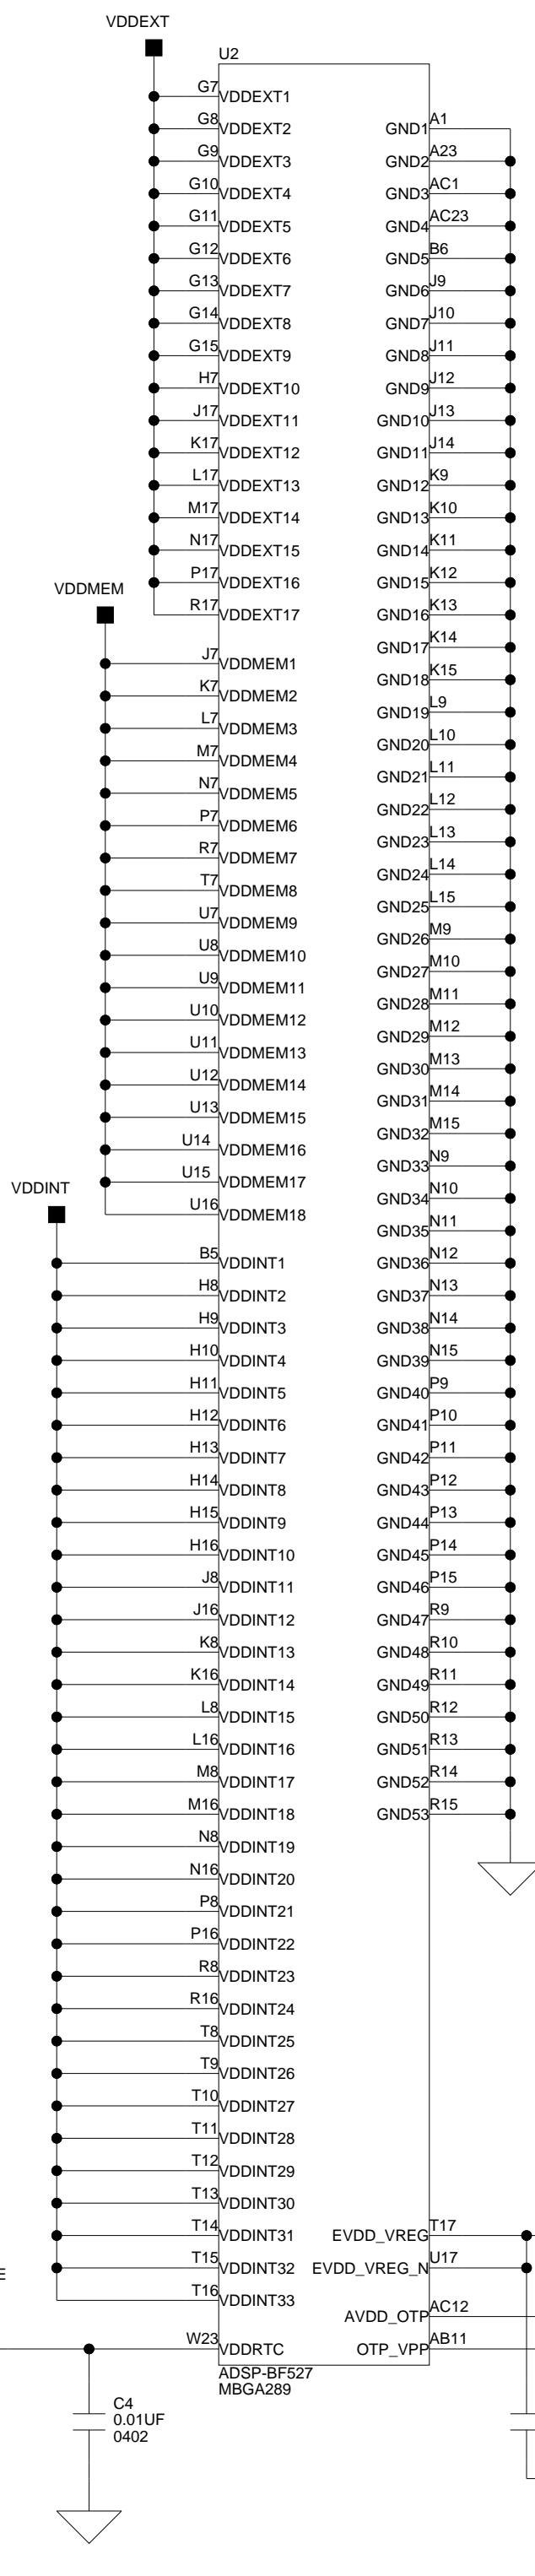 VDDEXT
U2
G7 VDDEXT1
G8 VDDEXT2 GND1 A1
G9 VDDEXT3 GND2 A23
G10 VDDEXT4 GND3 AC1
G11 VDDEXT5 GND4 AC23
G12 VDDEXT6 GND5 B6
G13 VDDEXT7 GND6 J9
G14 VDDEXT8 GND7 J10
G15 VDDEXT9 GND8 J11
H7 VDDEXT10 GND9 J12
J17 VDDEXT11 GND10 J13
K17 VDDEXT12 GND11 J14
L17 VDDEXT13 GND12 K9
M17 VDDEXT14 GND13 K10
N17 VDDEXT15 GND14 K11
P17 VDDEXT16 GND15 K12
VDDMEM
R17 VDDEXT17 GND16 K13
GND17 K14
J7 VDDMEM1
GND18 K15
K7 VDDMEM2
GND19 L9
L7 VDDMEM3
GND20 L10
M7 VDDMEM4
GND21 L11
N7 VDDMEM5
GND22 L12
P7 VDDMEM6
GND23 L13
R7 VDDMEM7
GND24 L14
T7 VDDMEM8
GND25 L15
U7 VDDMEM9
GND26 M9
U8 VDDMEM10
GND27 M10
U9 VDDMEM11
GND28 M11
U10 VDDMEM12
GND29 M12
U11 VDDMEM13
GND30 M13
U12 VDDMEM14
GND31 M14
U13 VDDMEM15
GND32 M15
U14 VDDMEM16
GND33 N9
U15 VDDMEM17
VDDINT
GND34 N10
U16 VDDMEM18
GND35 N11
B5 VDDINT1 GND36 N12
H8 VDDINT2 GND37 N13
H9 VDDINT3 GND38 N14
H10 VDDINT4 GND39 N15
H11 VDDINT5 GND40 P9
H12 VDDINT6 GND41 P10
H13 VDDINT7 GND42 P11
H14 VDDINT8 GND43 P12
H15 VDDINT9 GND44 P13
H16 VDDINT10 GND45 P14
J8 VDDINT11 GND46 P15
J16 VDDINT12 GND47 R9
K8 VDDINT13 GND48 R10
K16 VDDINT14 GND49 R11
L8 VDDINT15 GND50 R12
L16 VDDINT16 GND51 R13
M8 VDDINT17 GND52 R14
M16 VDDINT18 GND53 R15
N8 VDDINT19
N16 VDDINT20
P8 VDDINT21
P16 VDDINT22
R8 VDDINT23
R16 VDDINT24
T8 VDDINT25
T9 VDDINT26
T10 VDDINT27
T11 VDDINT28
T12 VDDINT29
T13 VDDINT30
T14 VDDINT31 EVDD_VREG T17
T15 VDDINT32 EVDD_VREG_N U17
E
T16 VDDINT33
AVDD_OTP AC12
W23 VDDRTC OTP_VPP AB11
ADSP-BF527
MBGA289
C4
0.01UF
0402